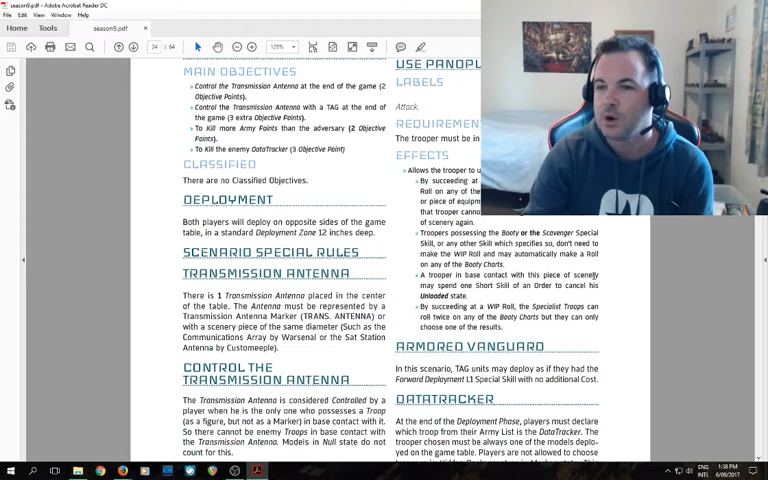 season9.pdf - Adobe Acrobat Reader DC
File Edit View Window Help
Home Tools season9.pdf ×
24 / 64 125%
MAIN OBJECTIVES
» Control the Transmission Antenna at the end of the game (2
Objective Points).
» Control the Transmission Antenna with a TAG at the end of
the game (3 extra Objective Points).
» To Kill more Army Points than the adversary (2 Objective
Points).
» To Kill the enemy DataTracker (3 Objective Point)
CLASSIFIED
There are no Classified Objectives.
DEPLOYMENT
Both players will deploy on opposite sides of the game
table, in a standard Deployment Zone 12 inches deep.
SCENARIO SPECIAL RULES
TRANSMISSION ANTENNA
There is 1 Transmission Antenna placed in the center
of the table. The Antenna must be represented by a
Transmission Antenna Marker (TRANS. ANTENNA) or
with a scenery piece of the same diameter (Such as the
Communications Array by Warsenal or the Sat Station
Antenna by Customeeple).
CONTROL THE
TRANSMISSION ANTENNA
The Transmission Antenna is considered Controlled by a
player when he is the only one who possesses a Troop
(as a figure, but not as a Marker) in base contact with it.
So there cannot be enemy Troops in base contact with
the Transmission Antenna. Models in Null state do not
count for this.
USE PANOPL
LABELS
Attack.
REQUIREMEN
The trooper must be in
EFFECTS
» Allows the trooper to u
» By succeeding at
Roll on any of the
or piece of equipm
that trooper cannot
of scenery again.
» Troopers possessing the Booty or the Scavenger Special
Skill, or any other Skill which specifies so, don't need to
make the WIP Roll and may automatically make a Roll
on any of the Booty Charts.
» A trooper in base contact with this piece of scenery
may spend one Short Skill of an Order to cancel his
Unloaded state.
» By succeeding at a WIP Roll, the Specialist Troops can
roll twice on any of the Booty Charts but they can only
choose one of the results.
ARMORED VANGUARD
In this scenario, TAG units may deploy as if they had the
Forward Deployment L1 Special Skill with no additional Cost.
DATATRACKER
At the end of the Deployment Phase, players must declare
which troop from their Army List is the DataTracker. The
trooper chosen must be always one of the models deplo-
yed on the game table. Players are not allowed to choose
ENG 1:38 PM
INTL 6/09/2017